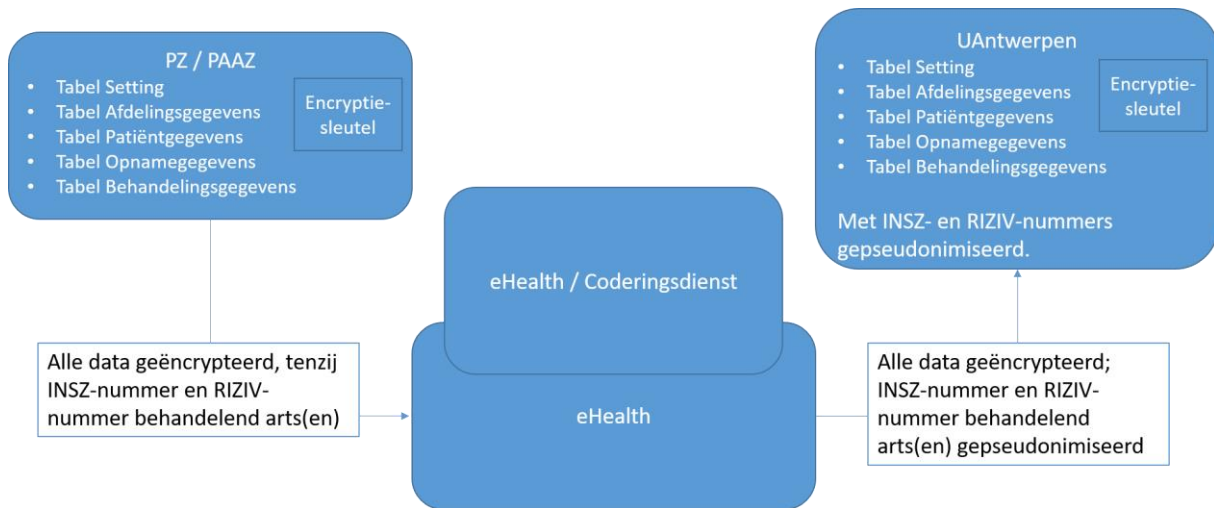 PZ / PAAZ
• Tabel Setting
• Tabel Afdelingsgegevens
• Tabel Patiëntgegevens
• Tabel Opnamegegevens
• Tabel Behandelingsgegevens
Encryptie-
sleutel
Alle data geëncrypteerd, tenzij
INSZ-nummer en RIZIV-
nummer behandelend arts(en)
eHealth / Coderingsdienst
eHealth
Alle data geëncrypteerd;
INSZ-nummer en RIZIV-
nummer behandelend
arts(en) gepseudonimiseerd
UAntwerpen
• Tabel Setting
• Tabel Afdelingsgegevens
• Tabel Patiëntgegevens
• Tabel Opnamegegevens
• Tabel Behandelingsgegevens
Encryptie-
sleutel
Met INSZ- en RIZIV-nummers
gepseudonimiseerd.